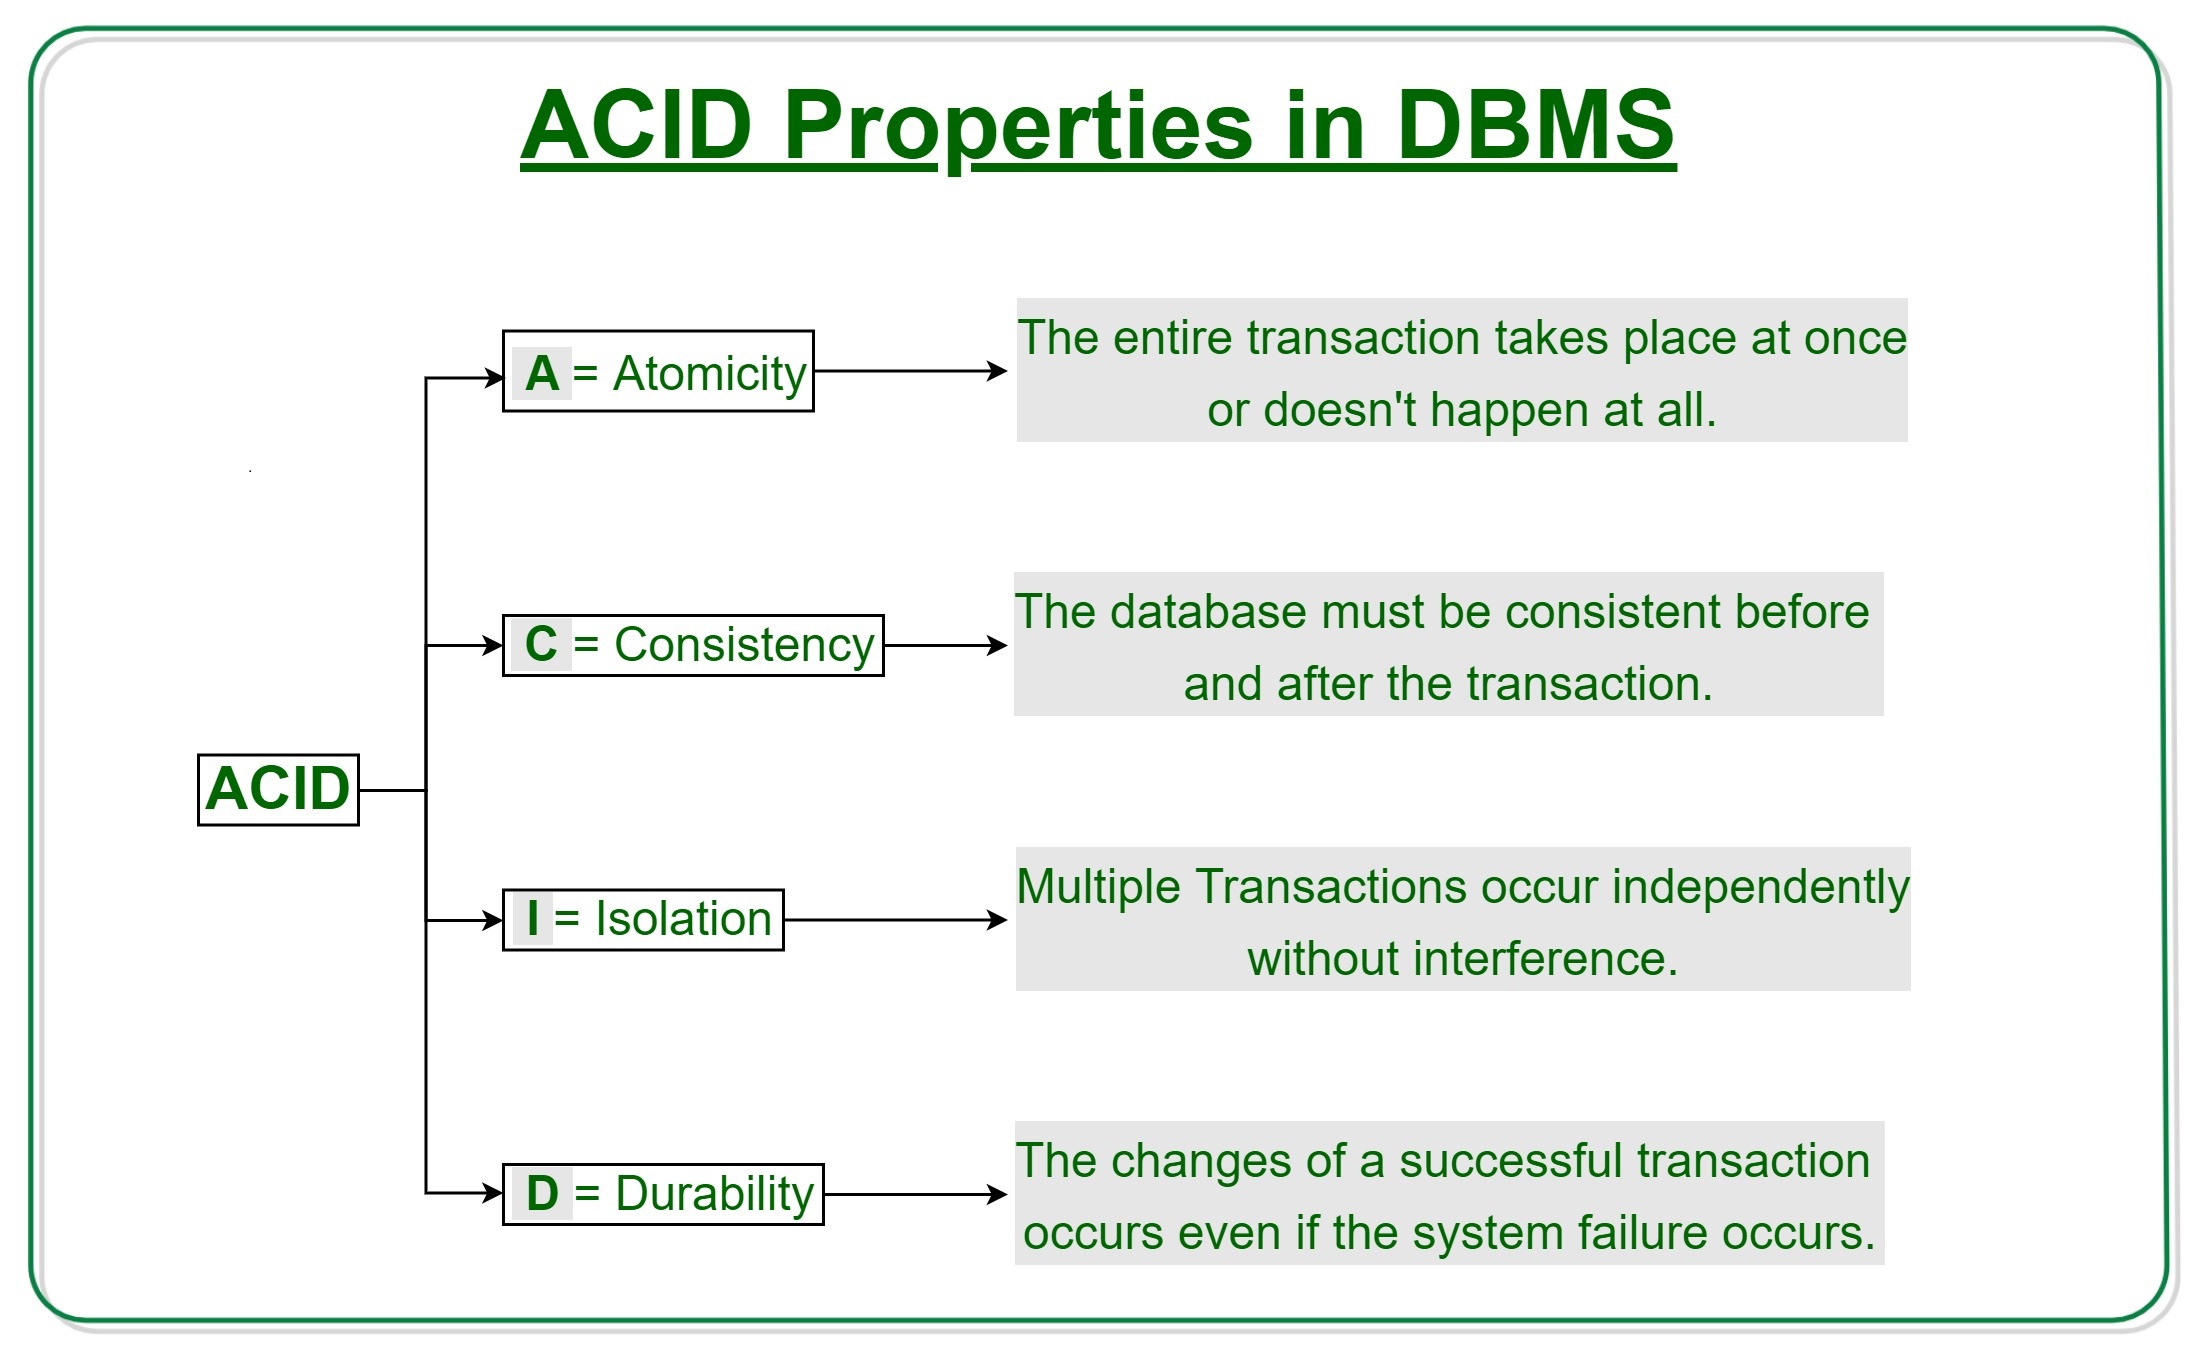 ACID Properties in DBMS
A = Atomicity
The entire transaction takes place at once
or doesn't happen at all.
C = Consistency
The database must be consistent before
and after the transaction.
ACID
I = Isolation
Multiple Transactions occur independently
without interference.
D = Durability
The changes of a successful transaction
occurs even if the system failure occurs.